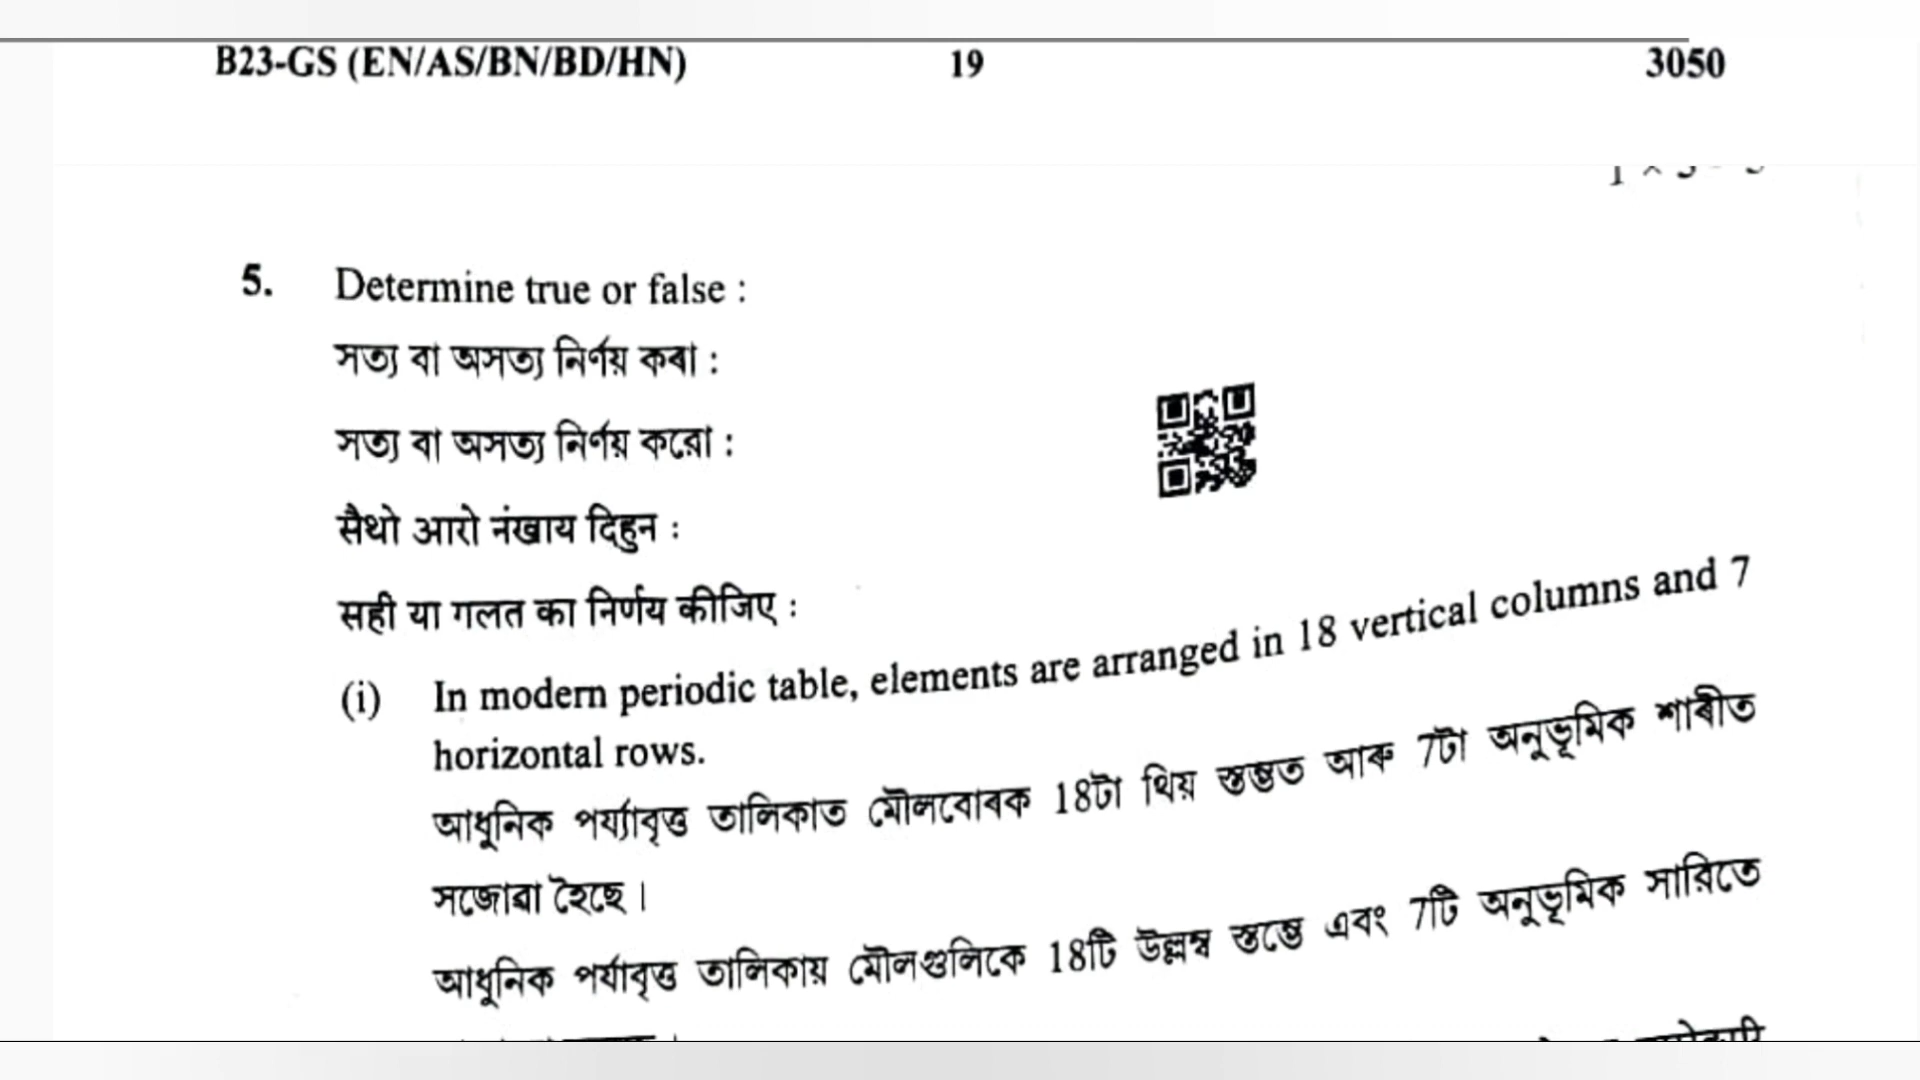 B23-GS (EN/AS/BN/BD/HN) 19 3050
5. Determine true or false :
সত্য বা অসত্য নিৰ্ণয় কৰা :
সত্য বা অসত্য নির্ণয় করো :
सैथो आरो नंखाय दिहुन :
सही या गलत का निर्णय कीजिए :
(i) In modern periodic table, elements are arranged in 18 vertical columns and 7
horizontal rows.
আধুনিক পৰ্য্যাবৃত্ত তালিকাত মৌলবোৰক 18টা থিয় স্তম্ভত আৰু 7টা অনুভূমিক শাৰীত
সজোৱা হৈছে।
আধুনিক পর্যাবৃত্ত তালিকায় মৌলগুলিকে 18টি উল্লম্ব স্তম্ভে এবং 7টি অনুভূমিক সারিতে